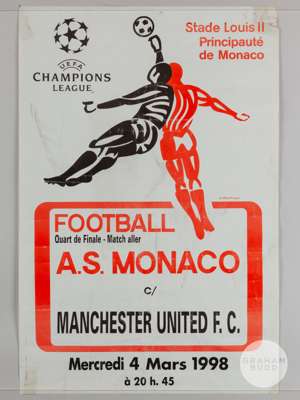 UEFA
CHAMPIONS
LEAGUE
Stade Louis II
Principauté
de Monaco
FOOTBALL
Quart de Finale - Match aller
A.S. MONACO
c/
MANCHESTER UNITED F. C.
Mercredi 4 Mars 1998
à 20 h. 45
GRAHAM
BUDD